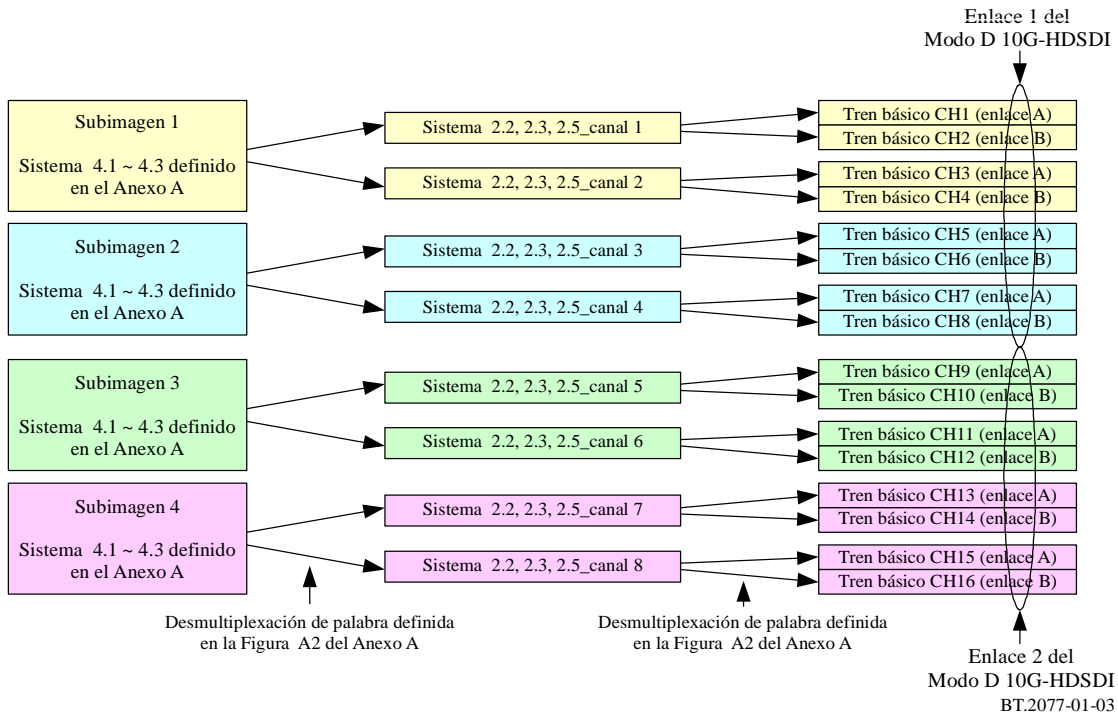 Enlace 1 del
Modo D 10G-HDSDI
Subimagen 1
Sistema 4.1 ~ 4.3 definido
en el Anexo A
Sistema 2.2, 2.3, 2.5_canal 1
Tren básico CH1 (enlace A)
Tren básico CH2 (enlace B)
Sistema 2.2, 2.3, 2.5_canal 2
Tren básico CH3 (enlace A)
Tren básico CH4 (enlace B)
Subimagen 2
Sistema 4.1 ~ 4.3 definido
en el Anexo A
Sistema 2.2, 2.3, 2.5_canal 3
Tren básico CH5 (enlace A)
Tren básico CH6 (enlace B)
Sistema 2.2, 2.3, 2.5_canal 4
Tren básico CH7 (enlace A)
Tren básico CH8 (enlace B)
Subimagen 3
Sistema 4.1 ~ 4.3 definido
en el Anexo A
Sistema 2.2, 2.3, 2.5_canal 5
Tren básico CH9 (enlace A)
Tren básico CH10 (enlace B)
Sistema 2.2, 2.3, 2.5_canal 6
Tren básico CH11 (enlace A)
Tren básico CH12 (enlace B)
Subimagen 4
Sistema 4.1 ~ 4.3 definido
en el Anexo A
Sistema 2.2, 2.3, 2.5_canal 7
Tren básico CH13 (enlace A)
Tren básico CH14 (enlace B)
Sistema 2.2, 2.3, 2.5_canal 8
Tren básico CH15 (enlace A)
Tren básico CH16 (enlace B)
Desmultiplexación de palabra definida
en la Figura A2 del Anexo A
Desmultiplexación de palabra definida
en la Figura A2 del Anexo A
Enlace 2 del
Modo D 10G-HDSDI
BT.2077-01-03